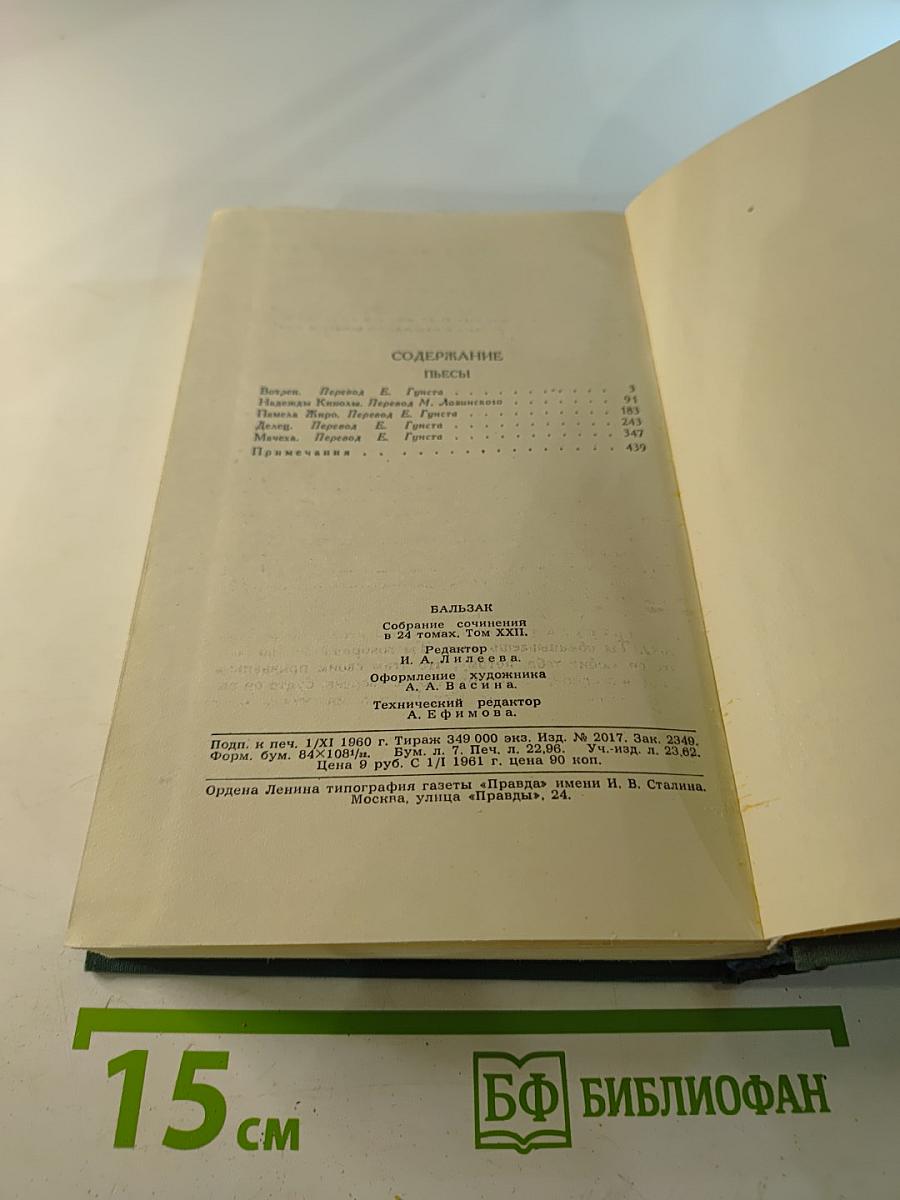 СОДЕРЖАНИЕ
ПЬЕСЫ
Вотрен. Перевод Е. Гунста . . . . . . . . . . 3
Надежды Кинолы. Перевод М. Ловинского . . . . . . . 91
Памела Жиро. Перевод Е. Гунста . . . . . . . . . . 183
Делец. Перевод Е. Гунста . . . . . . . . . . 243
Мачеха. Перевод Е. Гунста . . . . . . . . . . 347
Примечания . . . . . . . . . . . . . . . 439
БАЛЬЗАК
Собрание сочинений
в 24 томах. Том XXII.
Редактор
И. А. Лилеева.
Оформление художника
А. А. Васина.
Технический редактор
А. Ефимова.
Подп. к печ. 1/XI 1960 г. Тираж 349 000 экз. Изд. № 2017. Зак. 2349.
Форм. бум. 84×108¹/₃₂. Бум. л. 7. Печ. л. 22,96. Уч.-изд. л. 23,62.
Цена 9 руб. С 1/I 1961 г. цена 90 коп.
Ордена Ленина типография газеты «Правда» имени И. В. Сталина.
Москва, улица «Правды», 24.
15 см
БФ БИБЛИОФАН